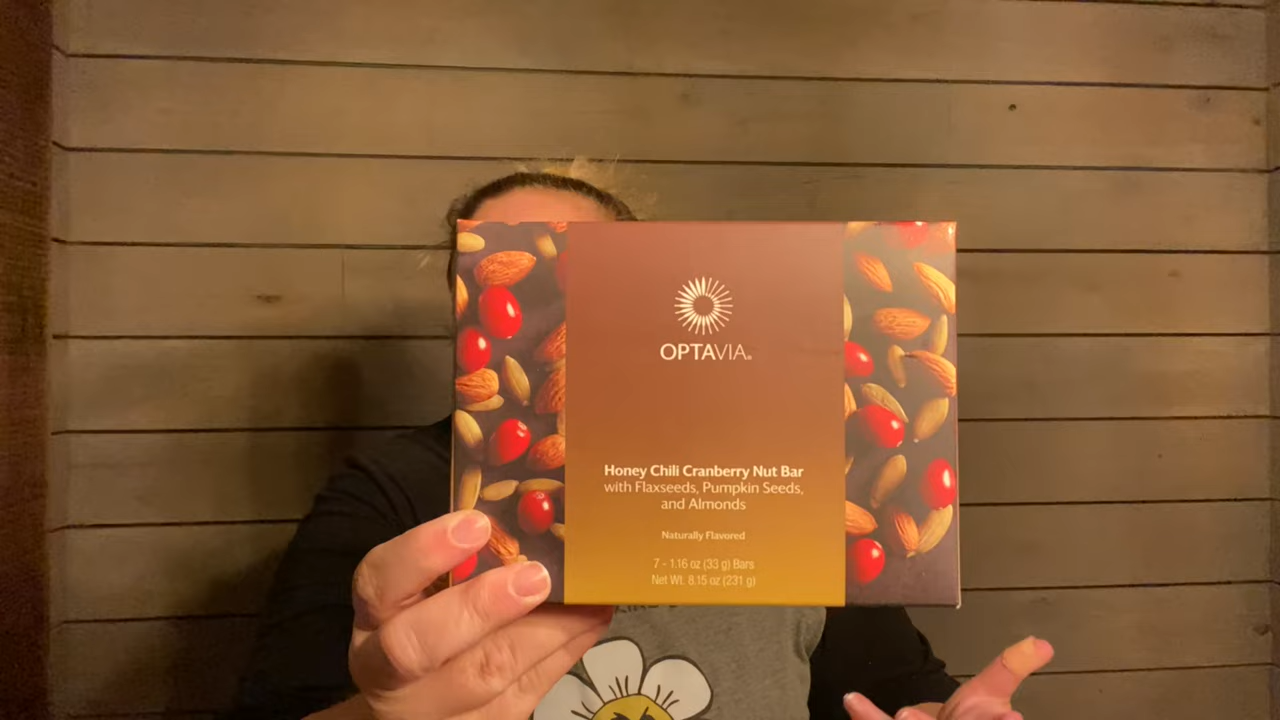 OPTAVIA®
Honey Chili Cranberry Nut Bar
with Flaxseeds, Pumpkin Seeds,
and Almonds
Naturally Flavored
7 - 1.16 oz (33 g) Bars
Net Wt. 8.15 oz (231 g)